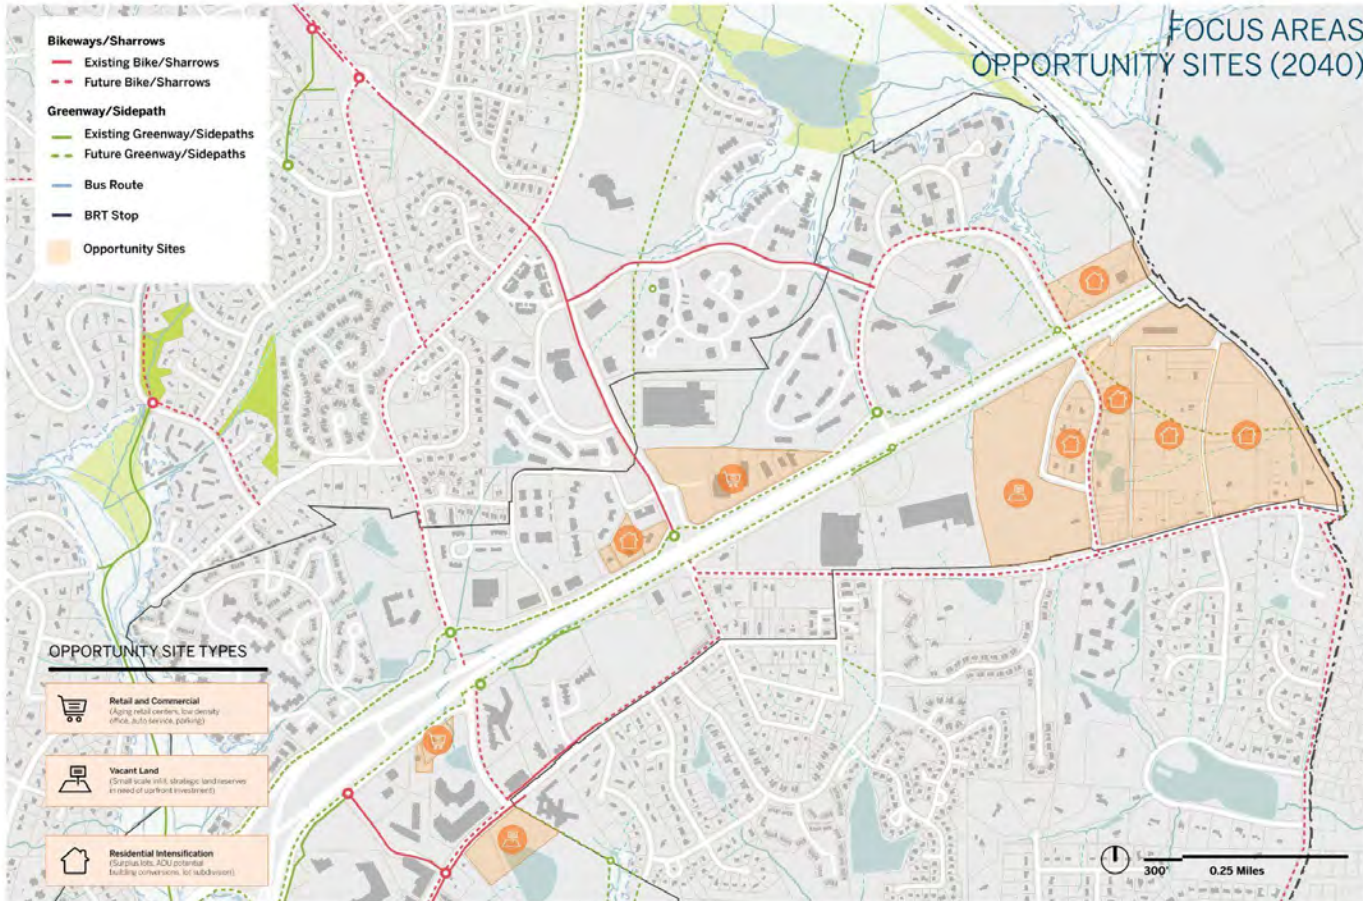 FOCUS AREAS
OPPORTUNITY SITES (2040)
Bikeways/Sharrows
Existing Bike/Sharrows
Future Bike/Sharrows
Greenway/Sidepath
Existing Greenway/Sidepaths
Future Greenway/Sidepaths
Bus Route
BRT Stop
Opportunity Sites
OPPORTUNITY SITE TYPES
Retail and Commercial
(Aging retail centers, low density
office, auto service, parking)
Vacant Land
(Small scale infill, strategic land reserves
in need of upfront investment)
Residential Intensification
(Surplus lots, ADU potential
building conversions, lot subdivision)
300'
0.25 Miles